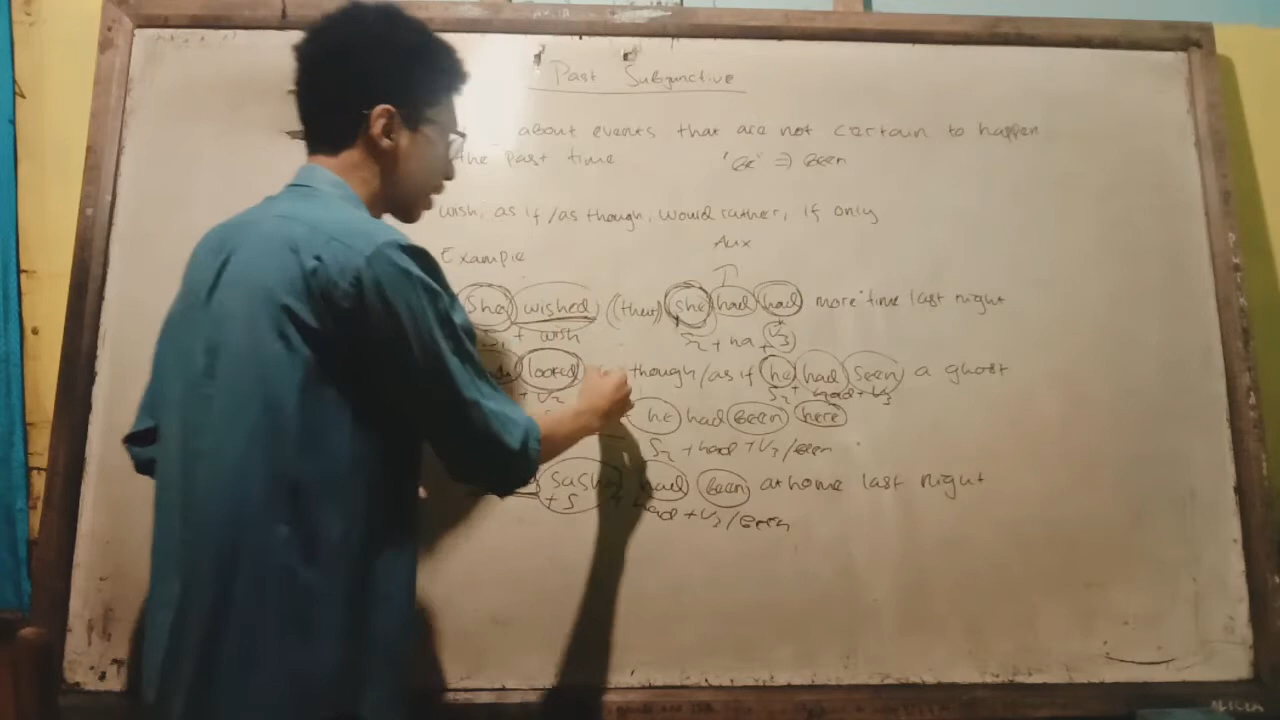 Past Subjunctive
about events that are not certain to happen
the past time 'Be' ⇒ Been
wish, as if /as though, would rather, if only
Example
Aux
She wished (that) she had had more time last night
S1 + wish S2 + ha + V3
looked though/as if he had seen a ghost
+ V2 S2 + had + V3
he had been here
S2 + had + V3/been
Sasha had been at home last night
+ S + had + V3/been